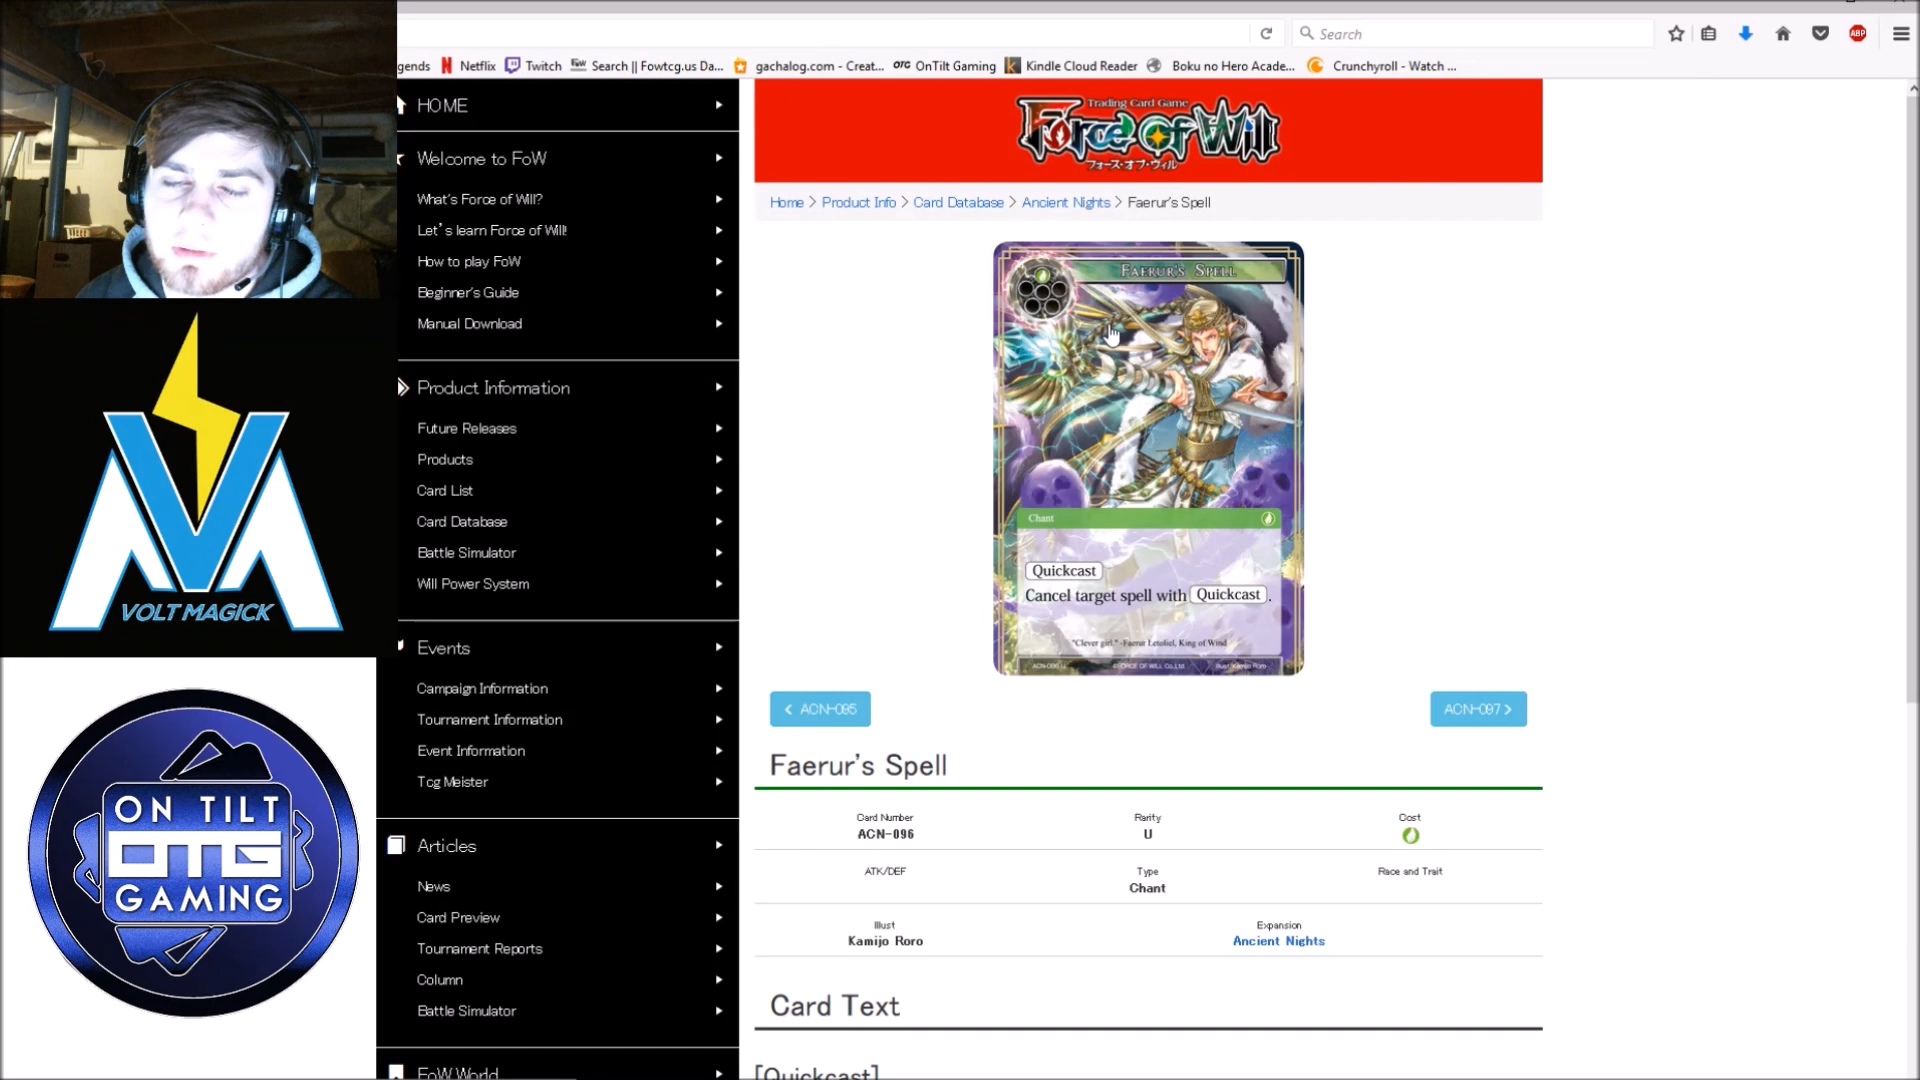 Search
gends Netflix Twitch Search || Fowtcg.us Da... gachalog.com - Creat... OTG OnTilt Gaming Kindle Cloud Reader Boku no Hero Acade... Crunchyroll - Watch ...
ABP
HOME
Welcome to FoW
What's Force of Will?
Let's learn Force of Will!
How to play FoW
Beginner's Guide
Manual Download
Product Information
Future Releases
Products
Card List
Card Database
Battle Simulator
Will Power System
Events
Campaign Information
Tournament Information
Event Information
Tcg Meister
Articles
News
Card Preview
Tournament Reports
Column
Battle Simulator
FoW World
VOLT MAGICK
ON TILT
OTG
GAMING
Trading Card Game
Force of Will
フォース・オブ・ウィル
Home > Product Info > Card Database > Ancient Nights > Faerur's Spell
FAERUR'S SPELL
Chant
Quickcast
Cancel target spell with Quickcast.
"Clever girl." -Faerur Letoliel, King of Wind
< ACN-095
ACN-097 >
Faerur's Spell
Card Number
ACN-096
Rarity
U
Cost
ATK/DEF
Type
Chant
Race and Trait
Illust
Kamijo Roro
Expansion
Ancient Nights
Card Text
[Quickcast]